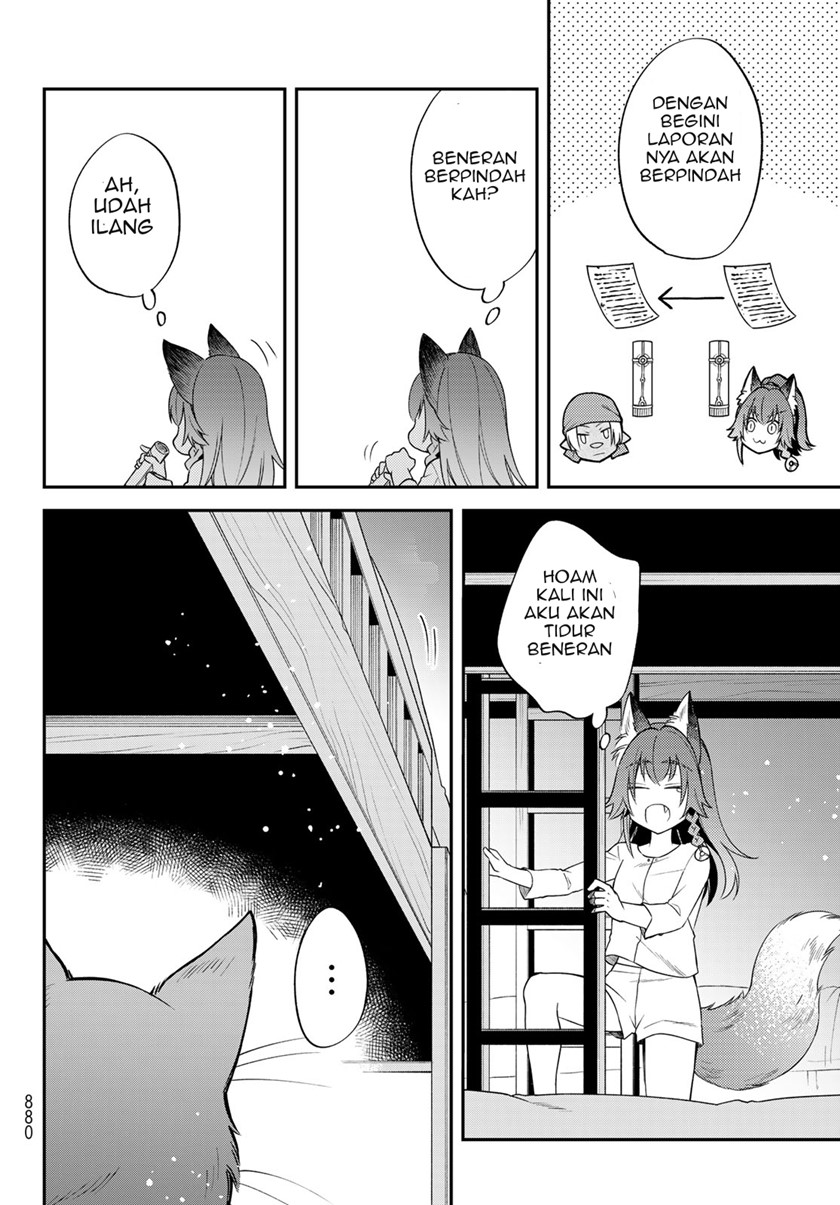 DENGAN
BEGINI
LAPORAN
NYA AKAN
BERPINDAH
BENERAN
BERPINDAH
KAH?
AH,
UDAH
ILANG
HOAM
KALI INI
AKU AKAN
TIDUR
BENERAN
...
880